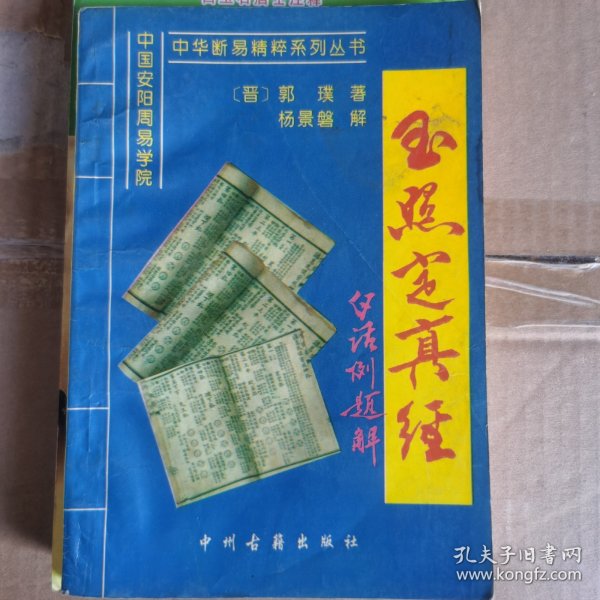 中国安阳周易学院
中华断易精粹系列丛书
〔晋〕郭 璞 著
杨景磐 解
玉照定真经
白话例题解
中州古籍出版社
孔夫子旧书网
www.kongfz.com